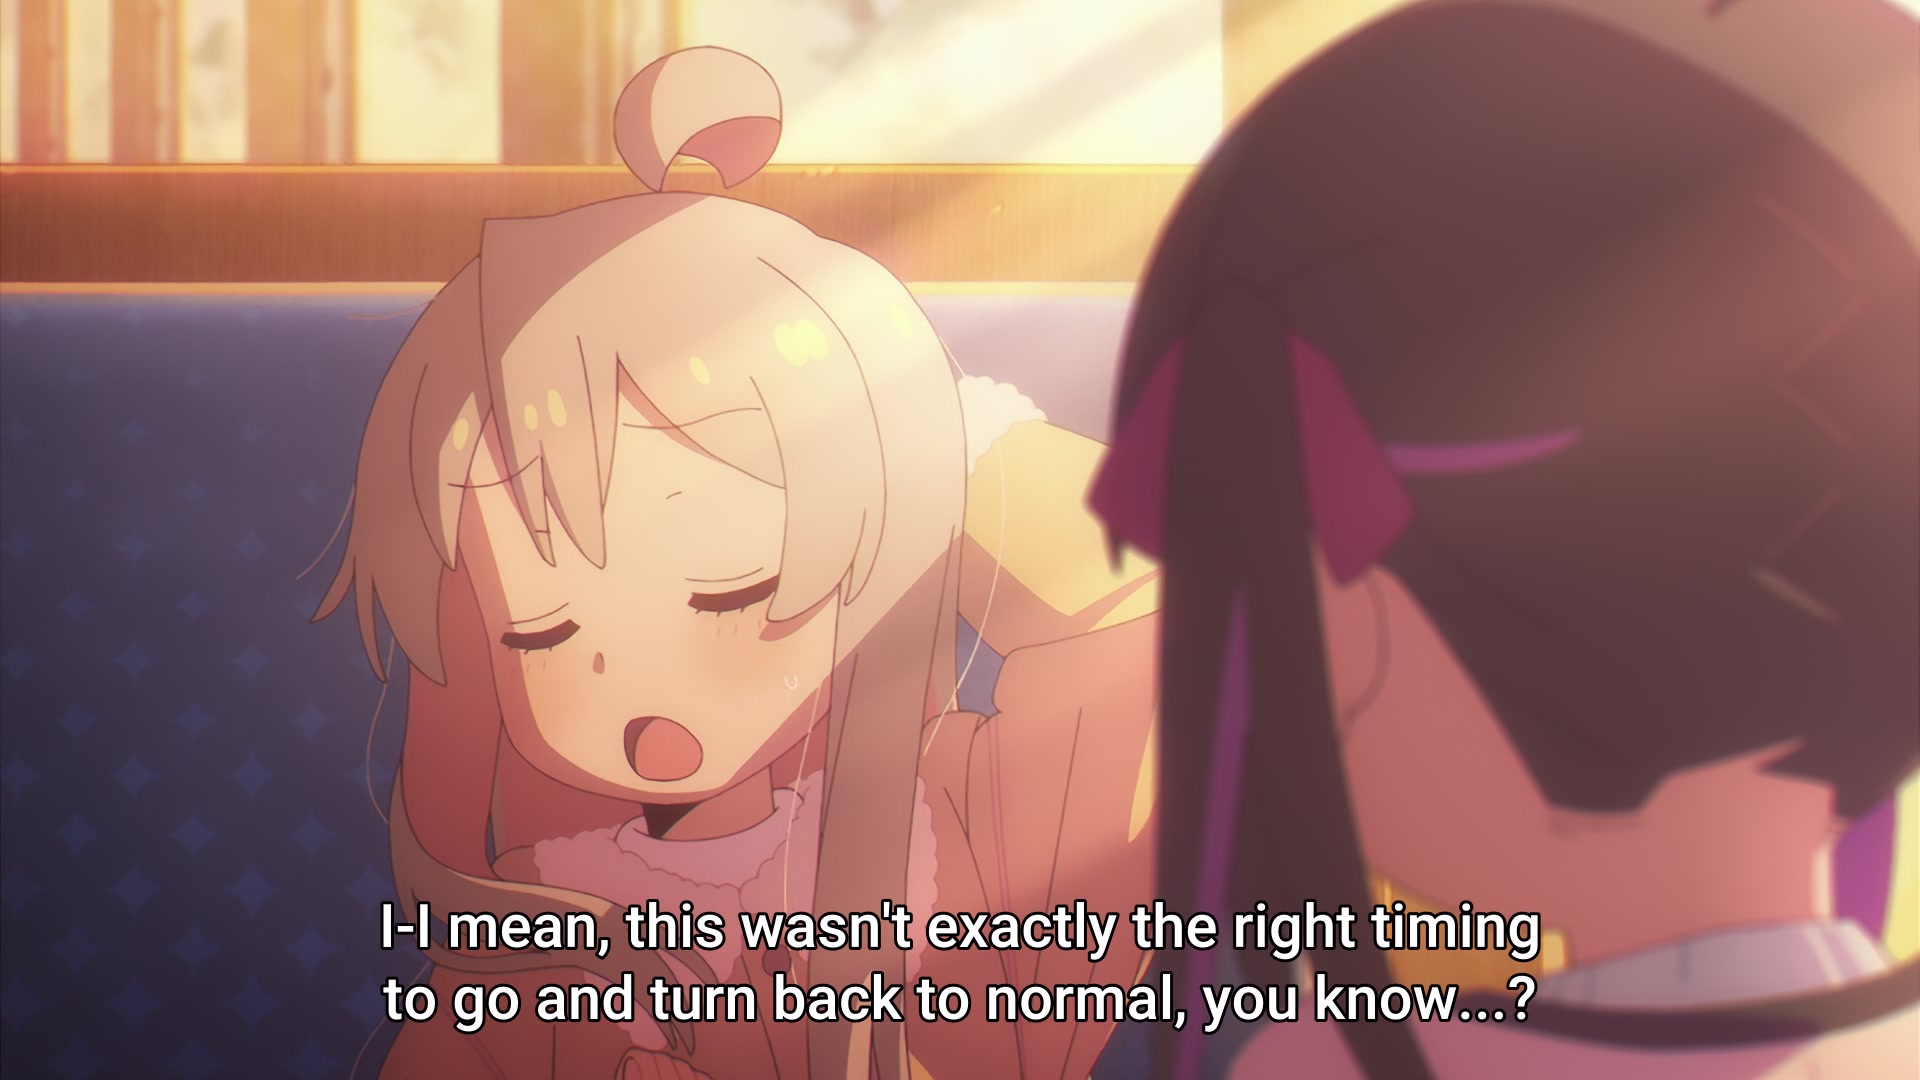 I-I mean, this wasn't exactly the right timing
to go and turn back to normal, you know...?